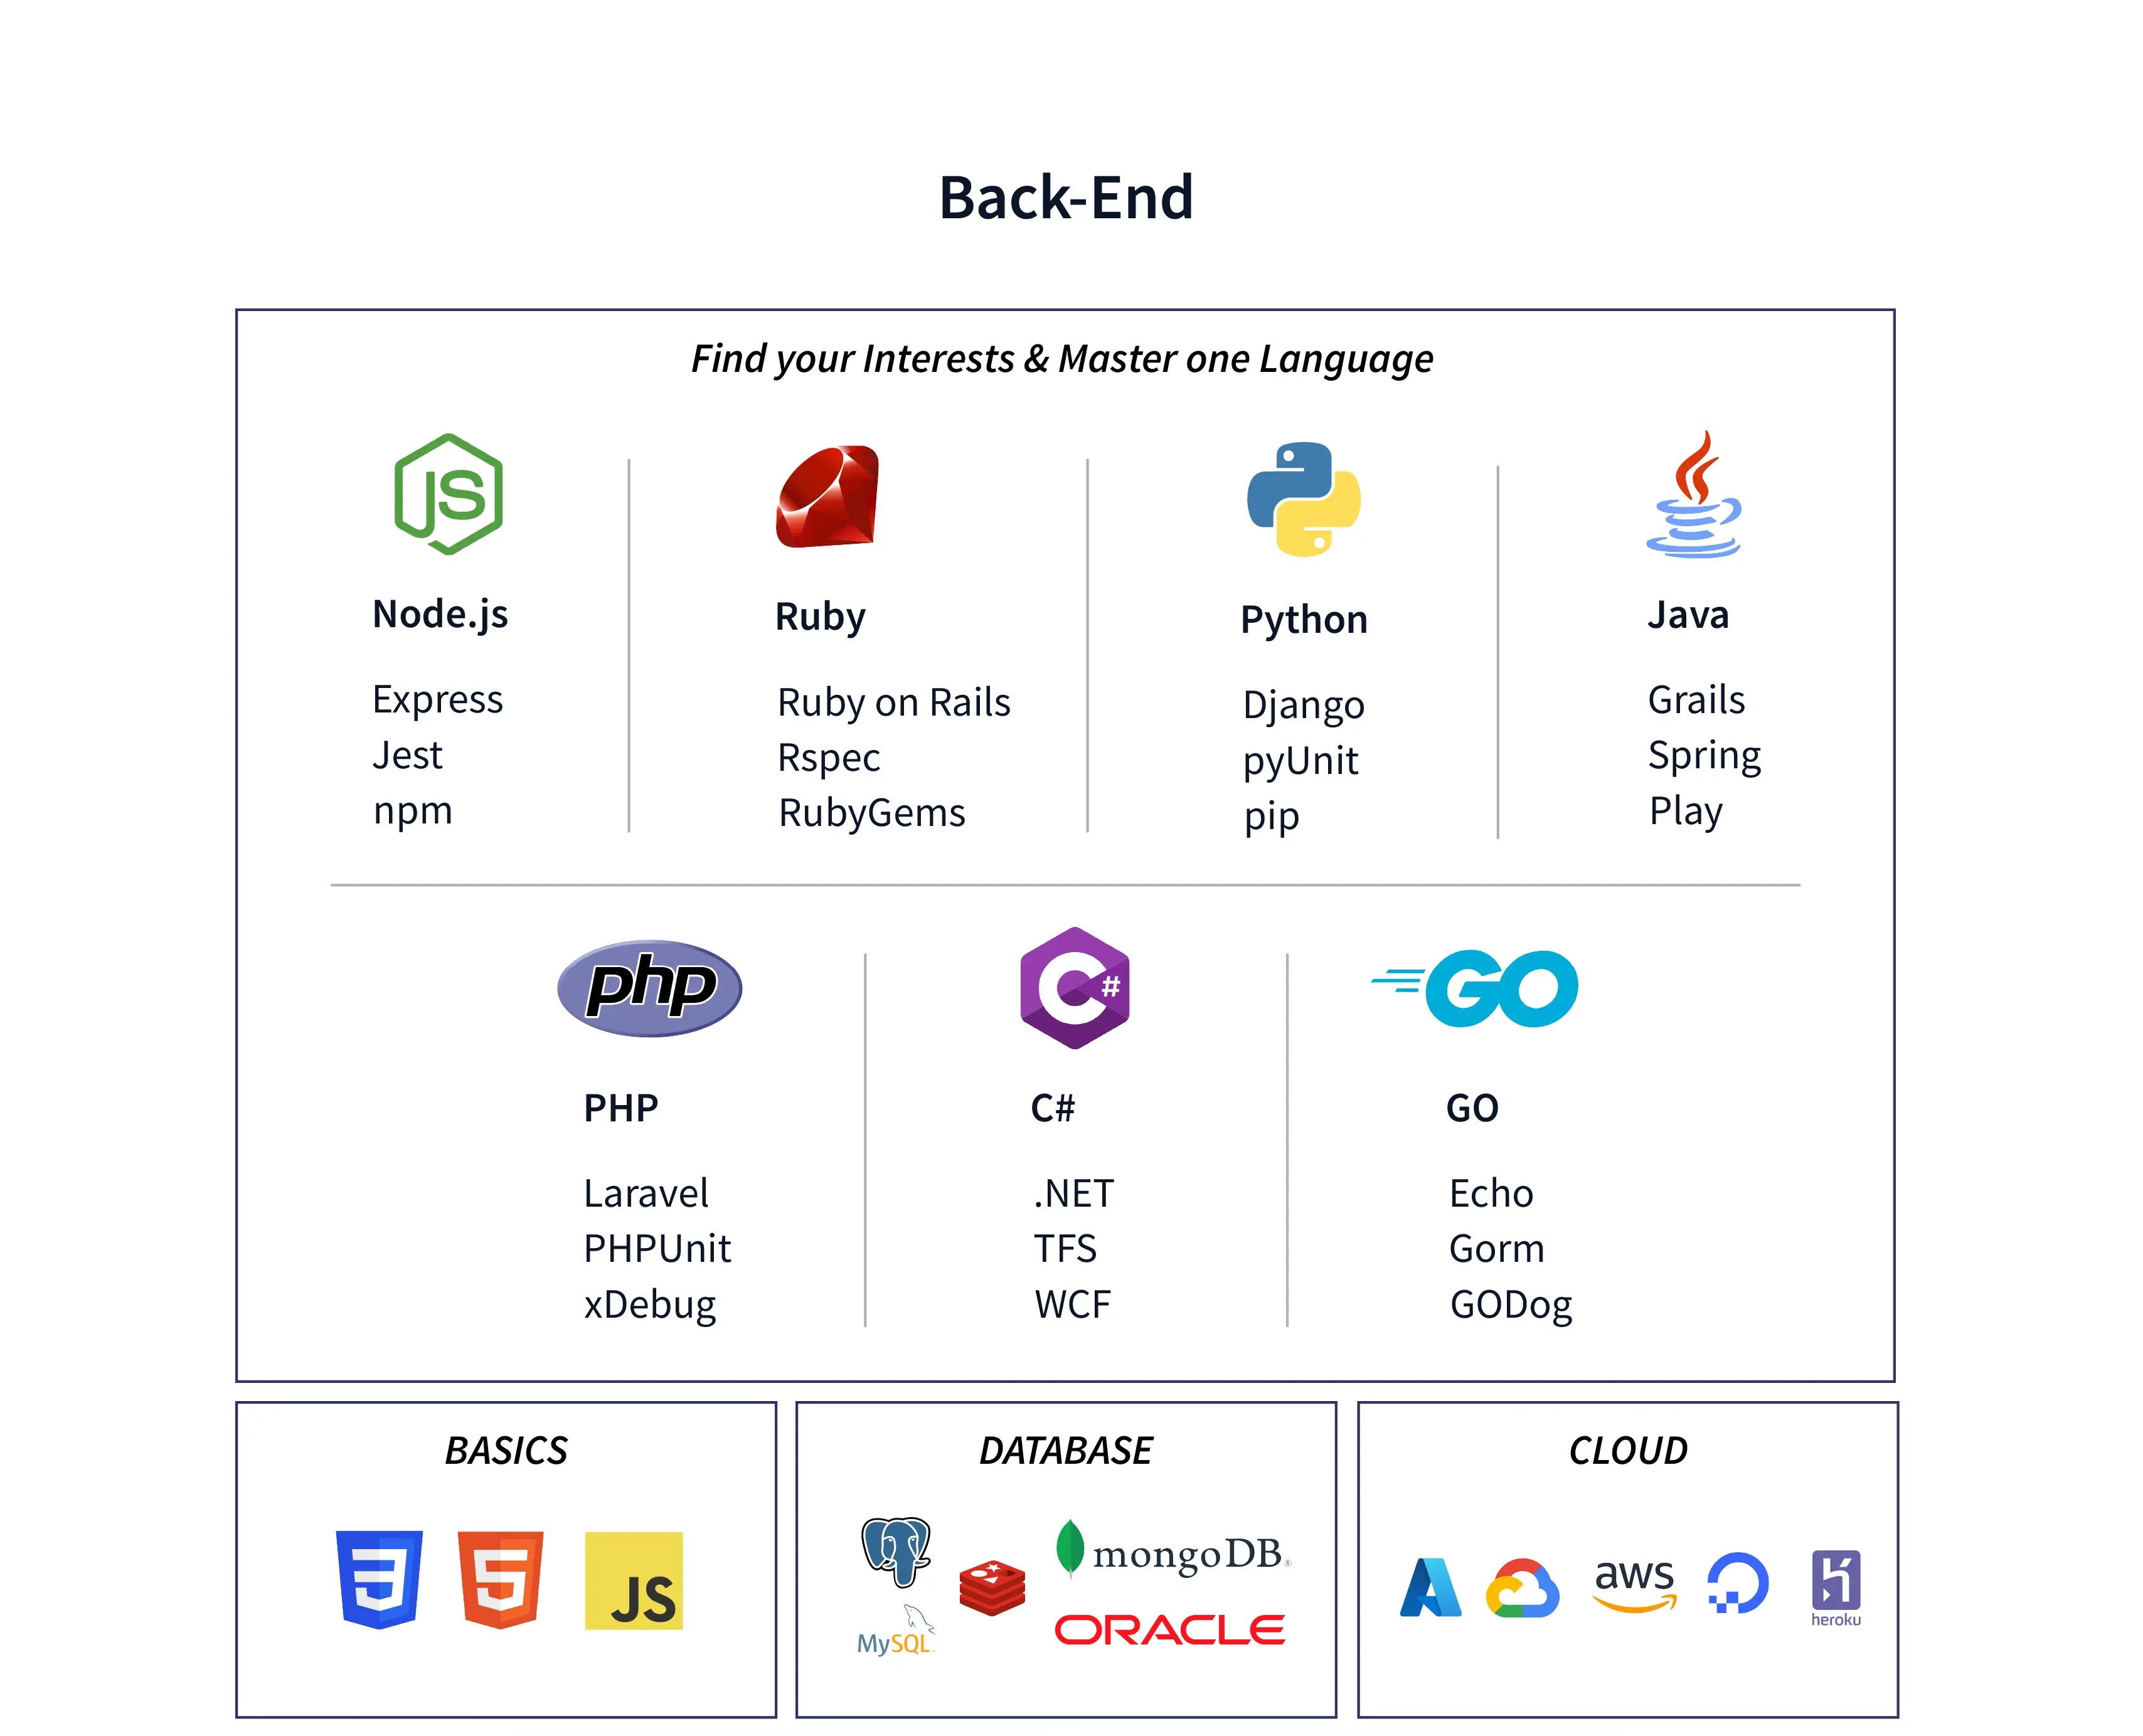 Back-End
Find your Interests & Master one Language
JS
Node.js
Express
Jest
npm
Ruby
Ruby on Rails
Rspec
RubyGems
Python
Django
pyUnit
pip
Java
Grails
Spring
Play
php
PHP
Laravel
PHPUnit
xDebug
C#
C#
.NET
TFS
WCF
GO
GO
Echo
Gorm
GODog
BASICS
3
5
JS
DATABASE
mongoDB®
MySQL™
ORACLE
CLOUD
aws
heroku